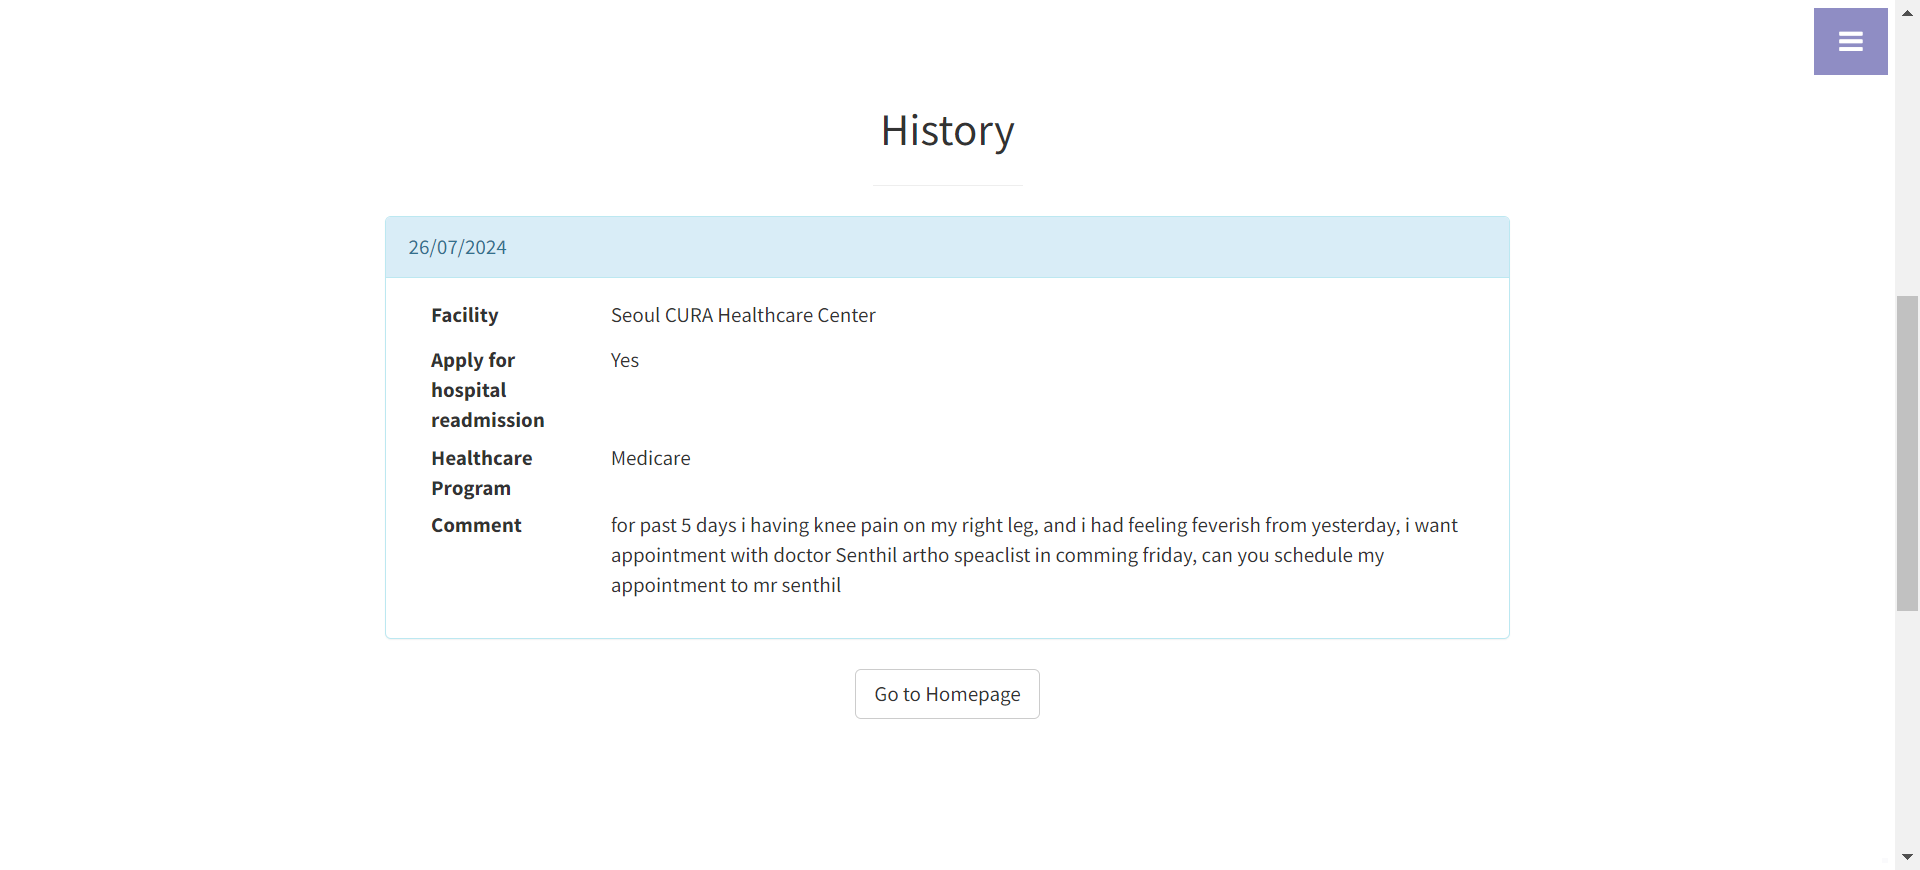 History
26/07/2024
Facility
Seoul CURA Healthcare Center
Apply for
hospital
readmission
Yes
Healthcare
Program
Medicare
Comment
for past 5 days i having knee pain on my right leg, and i had feeling feverish from yesterday, i want
appointment with doctor Senthil artho speaclist in comming friday, can you schedule my
appointment to mr senthil
Go to Homepage